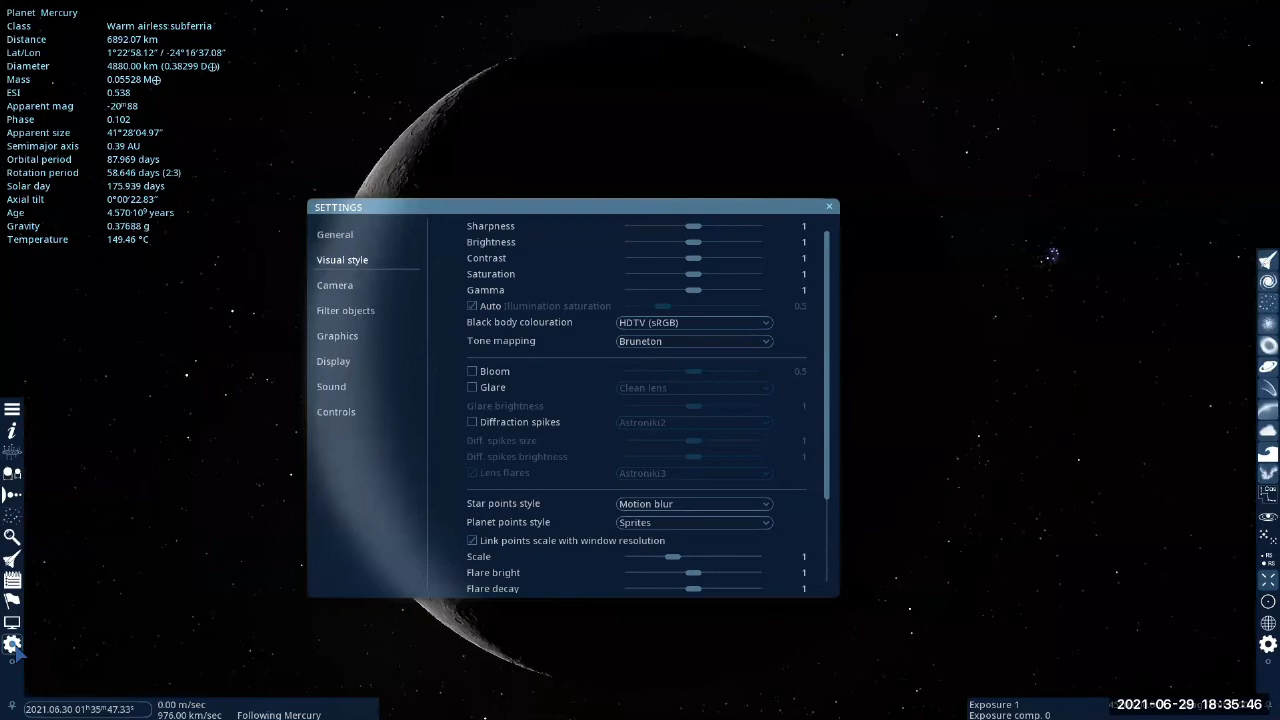 Planet Mercury
Class Warm airless subferria
Distance 6892.07 km
Lat/Lon 1°22'58.12" / -24°16'37.08"
Diameter 4880.00 km (0.38299 D⊕)
Mass 0.05528 M⊕
ESI 0.538
Apparent mag -20ᵐ88
Phase 0.102
Apparent size 41°28'04.97"
Semimajor axis 0.39 AU
Orbital period 87.969 days
Rotation period 58.646 days (2:3)
Solar day 175.939 days
Axial tilt 0°00'22.83"
Age 4.570·10⁹ years
Gravity 0.37688 g
Temperature 149.46 °C
SETTINGS
General
Visual style
Camera
Filter objects
Graphics
Display
Sound
Controls
Sharpness 1
Brightness 1
Contrast 1
Saturation 1
Gamma 1
Auto Illumination saturation 0.5
Black body colouration HDTV (sRGB)
Tone mapping Bruneton
Bloom 0.5
Glare Clean lens
Glare brightness 1
Diffraction spikes Astroniki2
Diff. spikes size 1
Diff. spikes brightness 1
Lens flares Astroniki3
Star points style Motion blur
Planet points style Sprites
Link points scale with window resolution
Scale 1
Flare bright 1
Flare decay 1
2021.06.30 01ʰ35ᵐ47.33ˢ
0.00 m/sec
976.00 km/sec Following Mercury
Exposure 1
Exposure comp. 0
2021-06-29 18:35:46